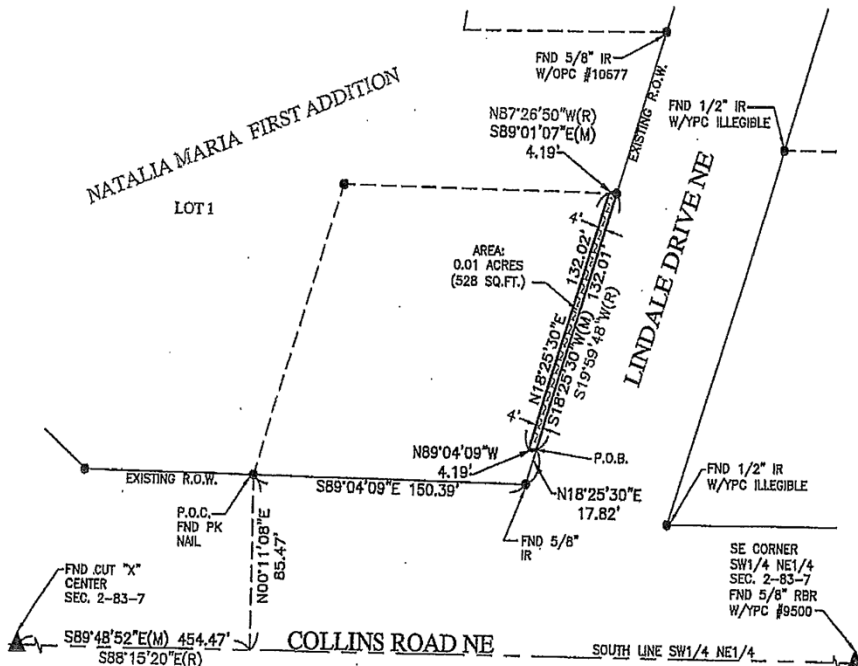 FND 5/8" IR
W/OPC #10677
EXISTING R.O.W.
FND 1/2" IR
W/YPC ILLEGIBLE
NATALIA MARIA FIRST ADDITION
LOT 1
N87°26'50"W(R)
S89°01'07"E(M)
4.19'
LINDALE DRIVE NE
AREA:
0.01 ACRES
(528 SQ.FT.)
4'
132.02'
132.01'
N18°25'30"E
S18°25'30"W(M)
S19°59'48"W(R)
4'
N89°04'09"W
4.19'
P.O.B.
N18°25'30"E
17.82'
FND 1/2" IR
W/YPC ILLEGIBLE
EXISTING R.O.W.
S89°04'09"E 150.39'
P.O.C.
FND PK
NAIL
N00°11'08"E
85.47'
FND 5/8"
IR
SE CORNER
SW1/4 NE1/4
SEC. 2-83-7
FND 5/8" RBR
W/YPC #9500
FND CUT "X"
CENTER
SEC. 2-83-7
S89°48'52"E(M) 454.47'
S88°15'20"E(R)
COLLINS ROAD NE
SOUTH LINE SW1/4 NE1/4